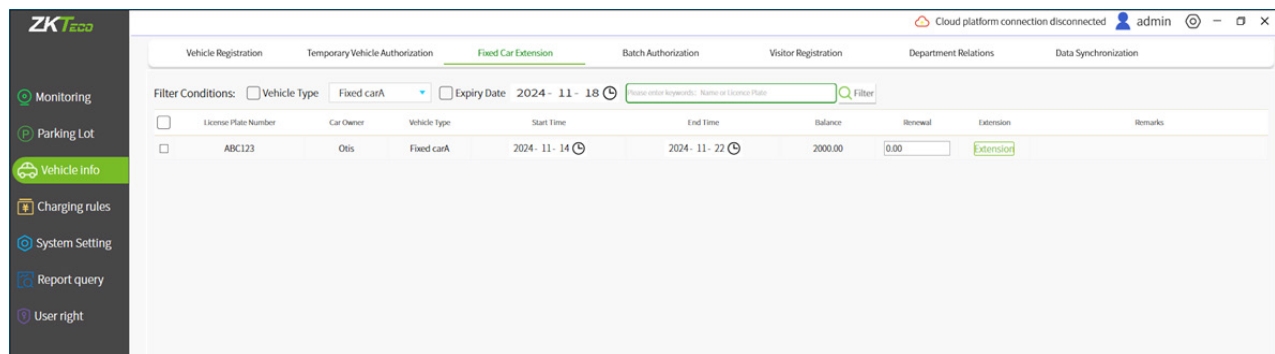 ZKTECO
Cloud platform connection disconnected admin
Vehicle Registration Temporary Vehicle Authorization Fixed Car Extension Batch Authorization Visitor Registration Department Relations Data Synchronization
Filter Conditions: Vehicle Type Fixed carA Expiry Date 2024- 11- 18 Please enter keywords: Name or Licence Plate Filter
License Plate Number Car Owner Vehicle Type Start Time End Time Balance Renewal Extension Remarks
ABC123 Otis Fixed carA 2024- 11- 14 2024- 11- 22 2000.00 0.00 Extension
Monitoring
P Parking Lot
Vehicle Info
¥ Charging rules
System Setting
Report query
User right